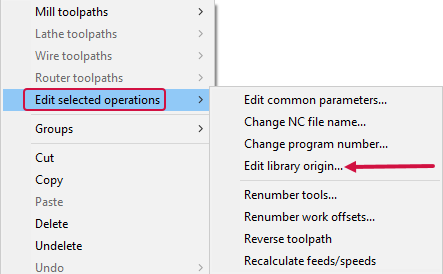 Mill toolpaths
Lathe toolpaths
Wire toolpaths
Router toolpaths
Edit selected operations
Groups
Cut
Copy
Paste
Delete
Undelete
Undo
Edit common parameters...
Change NC file name...
Change program number...
Edit library origin...
Renumber tools...
Renumber work offsets...
Reverse toolpath
Recalculate feeds/speeds